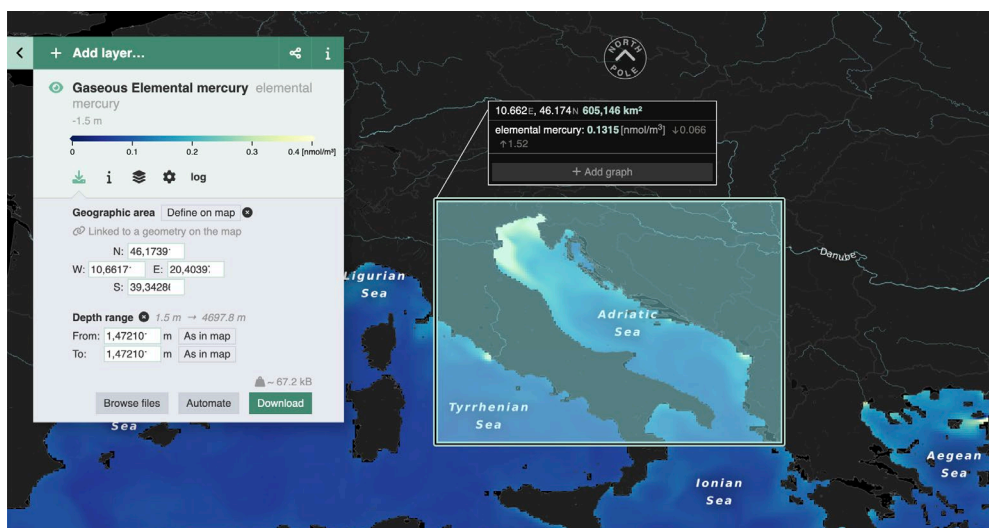 + Add layer... i
Gaseous Elemental mercury elemental
mercury
-1.5 m
0 0.1 0.2 0.3 0.4 [nmol/m³]
i log
Geographic area Define on map
Linked to a geometry on the map
N: 46,1739
W: 10,6617 E: 20,4039
S: 39,3428
Depth range 1.5 m → 4697.8 m
From: 1,47210 m As in map
To: 1,47210 m As in map
~ 67.2 kB
Browse files Automate Download
NORTH
POLE
10.662E, 46.174N 605,146 km²
elemental mercury: 0.1315 [nmol/m³] ↓0.066
↑1.52
+ Add graph
Danube
Ligurian
Sea
Adriatic
Sea
Tyrrhenian
Sea
Sea
Ionian
Sea
Aegean
Sea